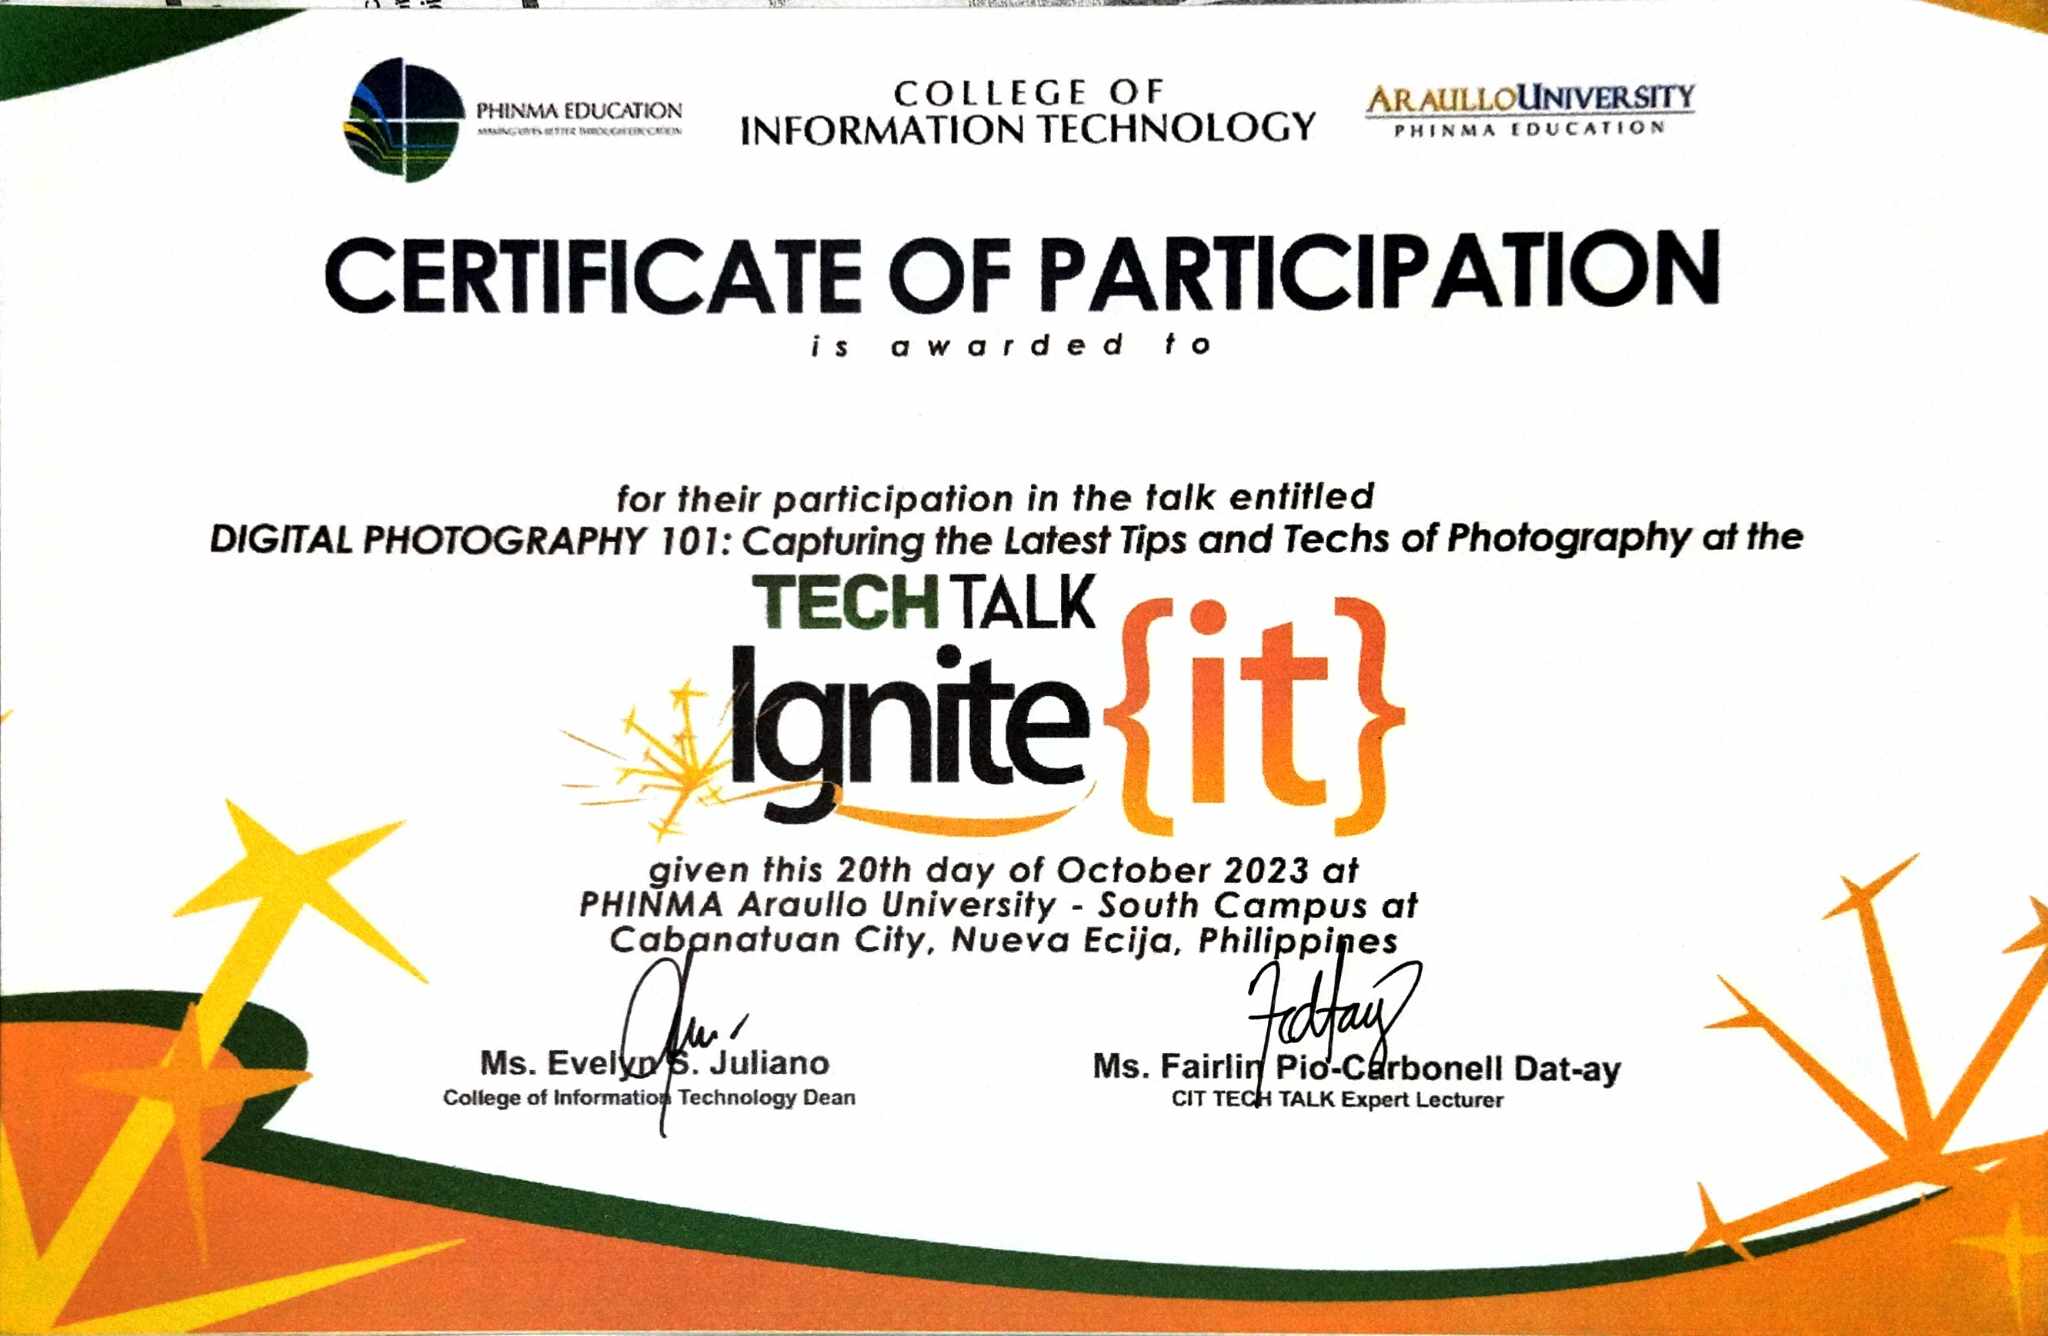 PHINMA EDUCATION
MAKING LIVES BETTER THROUGH EDUCATION
COLLEGE OF
INFORMATION TECHNOLOGY
ARAULLO UNIVERSITY
PHINMA EDUCATION
CERTIFICATE OF PARTICIPATION
is awarded to
for their participation in the talk entitled
DIGITAL PHOTOGRAPHY 101: Capturing the Latest Tips and Techs of Photography at the
TECH TALK
Ignite {it}
given this 20th day of October 2023 at
PHINMA Araullo University - South Campus at
Cabanatuan City, Nueva Ecija, Philippines
Ms. Evelyn S. Juliano
College of Information Technology Dean
Ms. Fairlin Pio-Carbonell Dat-ay
CIT TECH TALK Expert Lecturer